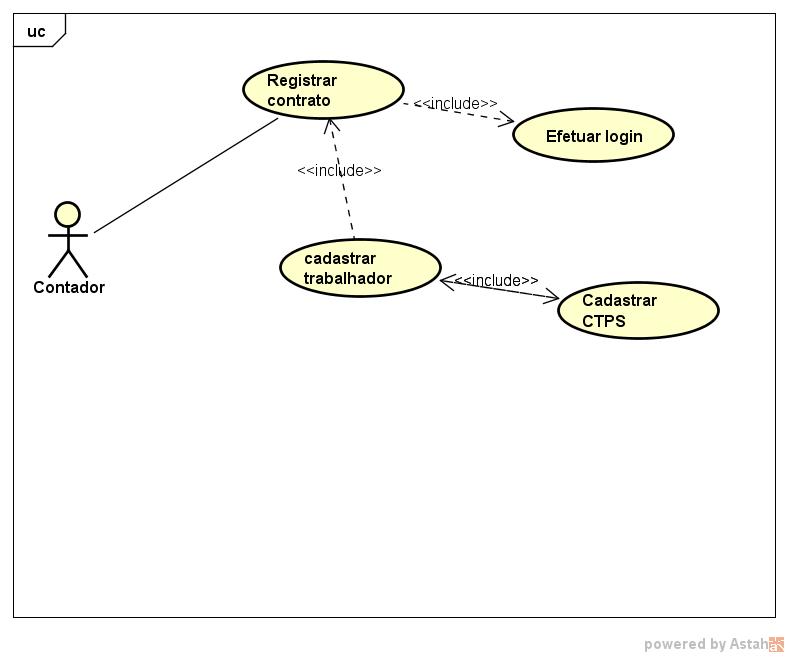 uc
Registrar
contrato
<<include>>
Efetuar login
<<include>>
cadastrar
trabalhador
<<include>>
Cadastrar
CTPS
Contador
powered by Astah